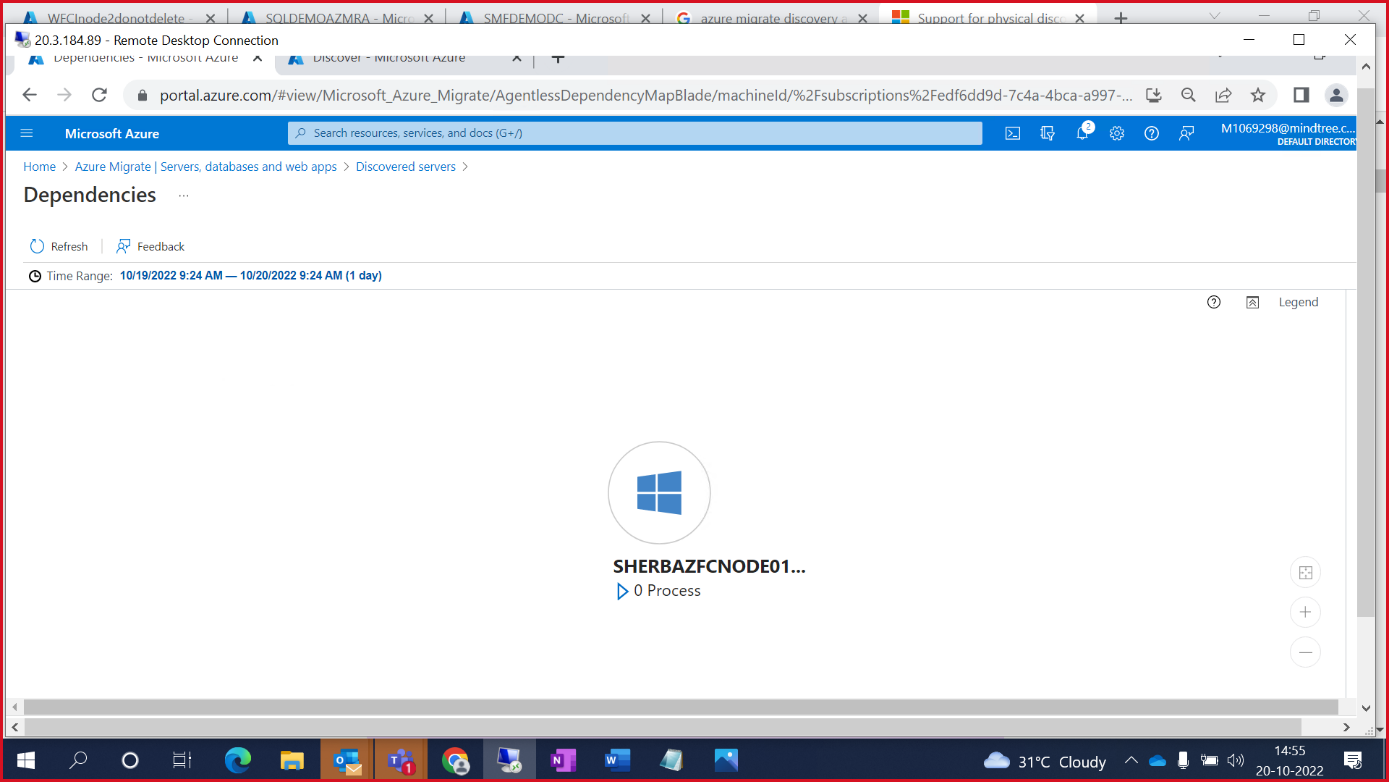 WFCInode2donotdelete -
SQLDEMOAZMRA - Micro
SMFDEMODC - Microsoft
azure migrate discovery a
Support for physical disco
20.3.184.89 - Remote Desktop Connection
Dependencies - Microsoft Azure
Discover - Microsoft Azure
portal.azure.com/#view/Microsoft_Azure_Migrate/AgentlessDependencyMapBlade/machineId/%2Fsubscriptions%2Fedf6dd9d-7c4a-4bca-a997-...
Microsoft Azure
Search resources, services, and docs (G+/)
2
M1069298@mindtree.c...
DEFAULT DIRECTORY
Home > Azure Migrate | Servers, databases and web apps > Discovered servers >
Dependencies ...
Refresh
Feedback
Time Range: 10/19/2022 9:24 AM — 10/20/2022 9:24 AM (1 day)
Legend
SHERBAZFCNODE01...
0 Process
1
31°C Cloudy
14:55
20-10-2022